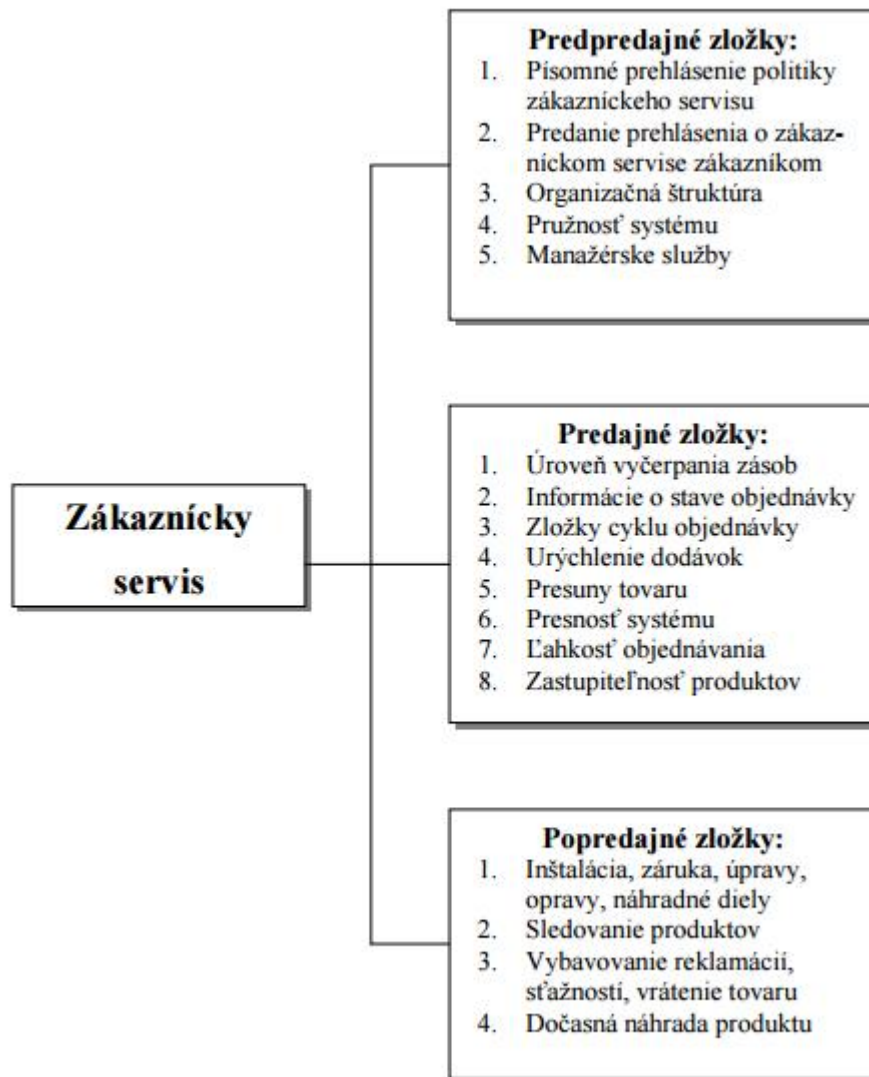 Predpredajné zložky:
1. Písomné prehlásenie politiky
zákazníckeho servisu
2. Predanie prehlásenia o zákaz-
níckom servise zákazníkom
3. Organizačná štruktúra
4. Pružnosť systému
5. Manažérske služby
Zákaznícky
servis
Predajné zložky:
1. Úroveň vyčerpania zásob
2. Informácie o stave objednávky
3. Zložky cyklu objednávky
4. Urýchlenie dodávok
5. Presuny tovaru
6. Presnosť systému
7. Ľahkosť objednávania
8. Zastupiteľnosť produktov
Popredajné zložky:
1. Inštalácia, záruka, úpravy,
opravy, náhradné diely
2. Sledovanie produktov
3. Vybavovanie reklamácií,
sťažností, vrátenie tovaru
4. Dočasná náhrada produktu